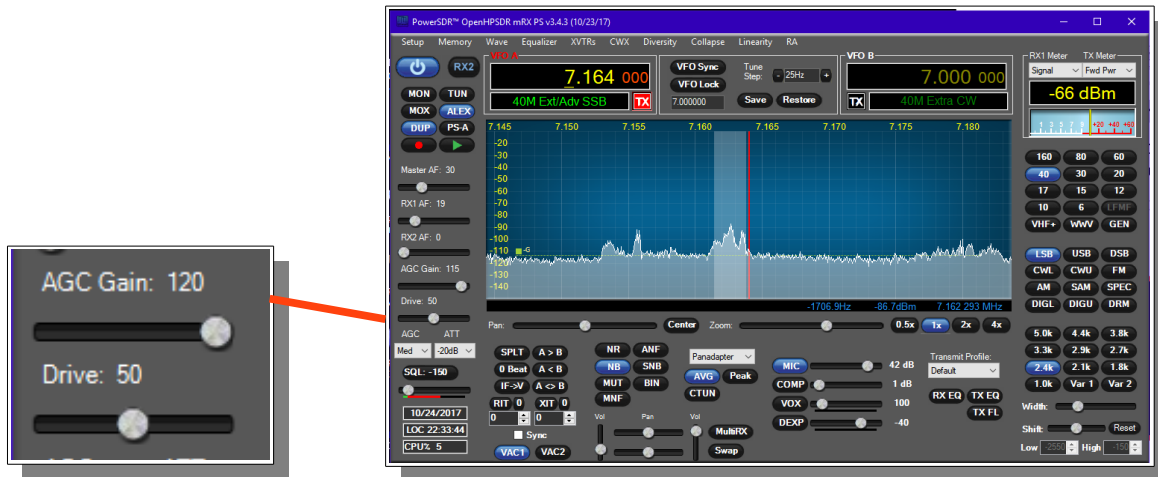 PowerSDR™ OpenHPSDR mRX PS v3.4.3 (10/23/17)
Setup Memory Wave Equalizer XVTRs CWX Diversity Collapse Linearity RA
RX2
MON TUN
MOX ALEX
DUP PS-A
Master AF: 30
RX1 AF: 19
RX2 AF: 0
AGC Gain: 115
Drive: 50
AGC ATT
Med -20dB
SQL: -150
10/24/2017
LOC 22:33:44
CPU% 5
VFO A
7.164 000
40M Ext/Adv SSB TX
VFO Sync
VFO Lock
Tune
Step: - 25Hz +
7.000000 Save Restore
VFO B
7.000 000
TX 40M Extra CW
RX1 Meter TX Meter
Signal Fwd Pwr
-66 dBm
1 3 5 7 9 +20 +40 +60
7.145 7.150 7.155 7.160 7.165 7.170 7.175 7.180
-20
-30
-40
-50
-60
-70
-80
-90
-100
-110 -G
-120
-130
-140
-1706.9Hz -86.7dBm 7.162 293 MHz
Pan: Center Zoom: 0.5x 1x 2x 4x
SPLT A > B
0 Beat A < B
IF->V A <> B
RIT 0 XIT 0
0 0
Sync
VAC1 VAC2
NR ANF
NB SNB
MUT BIN
MNF
Panadapter
AVG Peak
CTUN
Vol Pan Vol
MultiRX
Swap
MIC 42 dB
COMP 1 dB
VOX 100
DEXP -40
Transmit Profile:
Default
RX EQ TX EQ
TX FL
160 80 60
40 30 20
17 15 12
10 6 LFMF
VHF+ WWV GEN
LSB USB DSB
CWL CWU FM
AM SAM SPEC
DIGL DIGU DRM
5.0k 4.4k 3.8k
3.3k 2.9k 2.7k
2.4k 2.1k 1.8k
1.0k Var 1 Var 2
Width:
Shift: Reset
Low -2550 High -150
AGC Gain: 120
Drive: 50